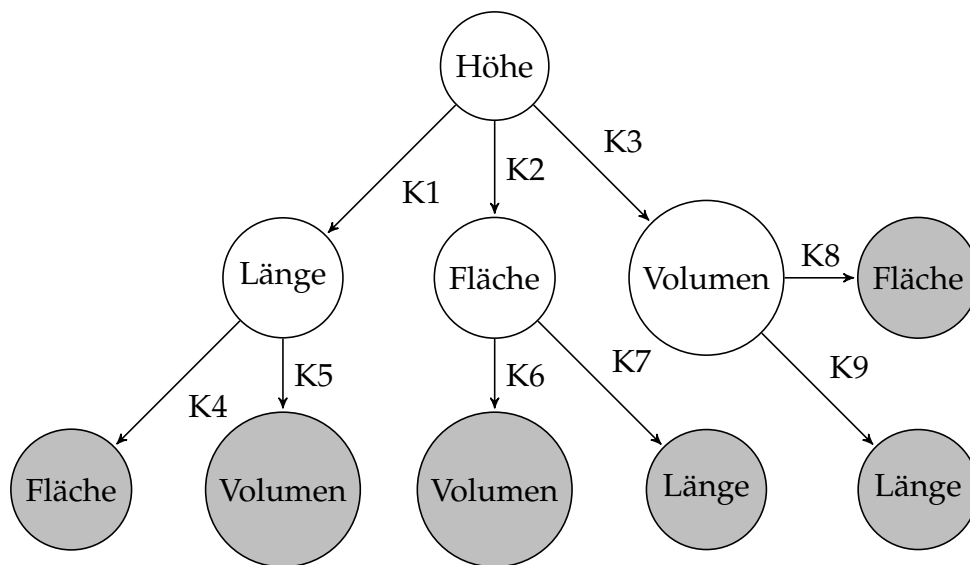 Höhe
K1
K2
K3
Länge
Fläche
Volumen
K8
Fläche
K4
K5
K6
K7
K9
Fläche
Volumen
Volumen
Länge
Länge